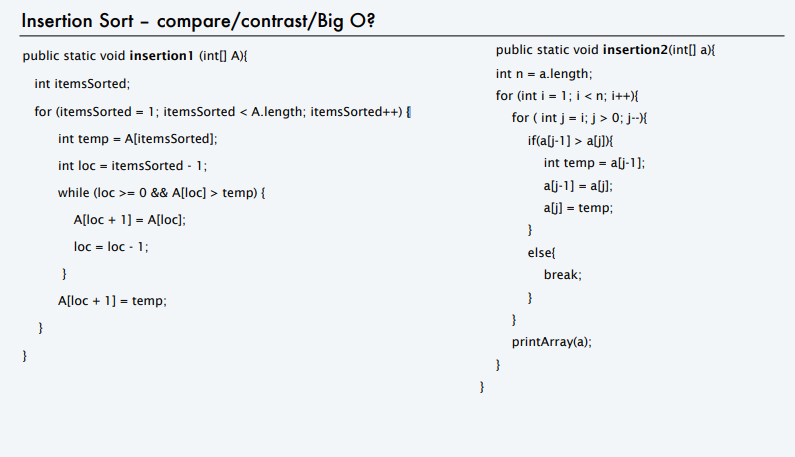 Insertion Sort – compare/contrast/Big O?
public static void insertion1 (int[] A){
int itemsSorted;
for (itemsSorted = 1; itemsSorted < A.length; itemsSorted++) {
int temp = A[itemsSorted];
int loc = itemsSorted - 1;
while (loc >= 0 && A[loc] > temp) {
A[loc + 1] = A[loc];
loc = loc - 1;
}
A[loc + 1] = temp;
}
}
public static void insertion2(int[] a){
int n = a.length;
for (int i = 1; i < n; i++){
for ( int j = i; j > 0; j--){
if(a[j-1] > a[j]){
int temp = a[j-1];
a[j-1] = a[j];
a[j] = temp;
}
else{
break;
}
}
printArray(a);
}
}